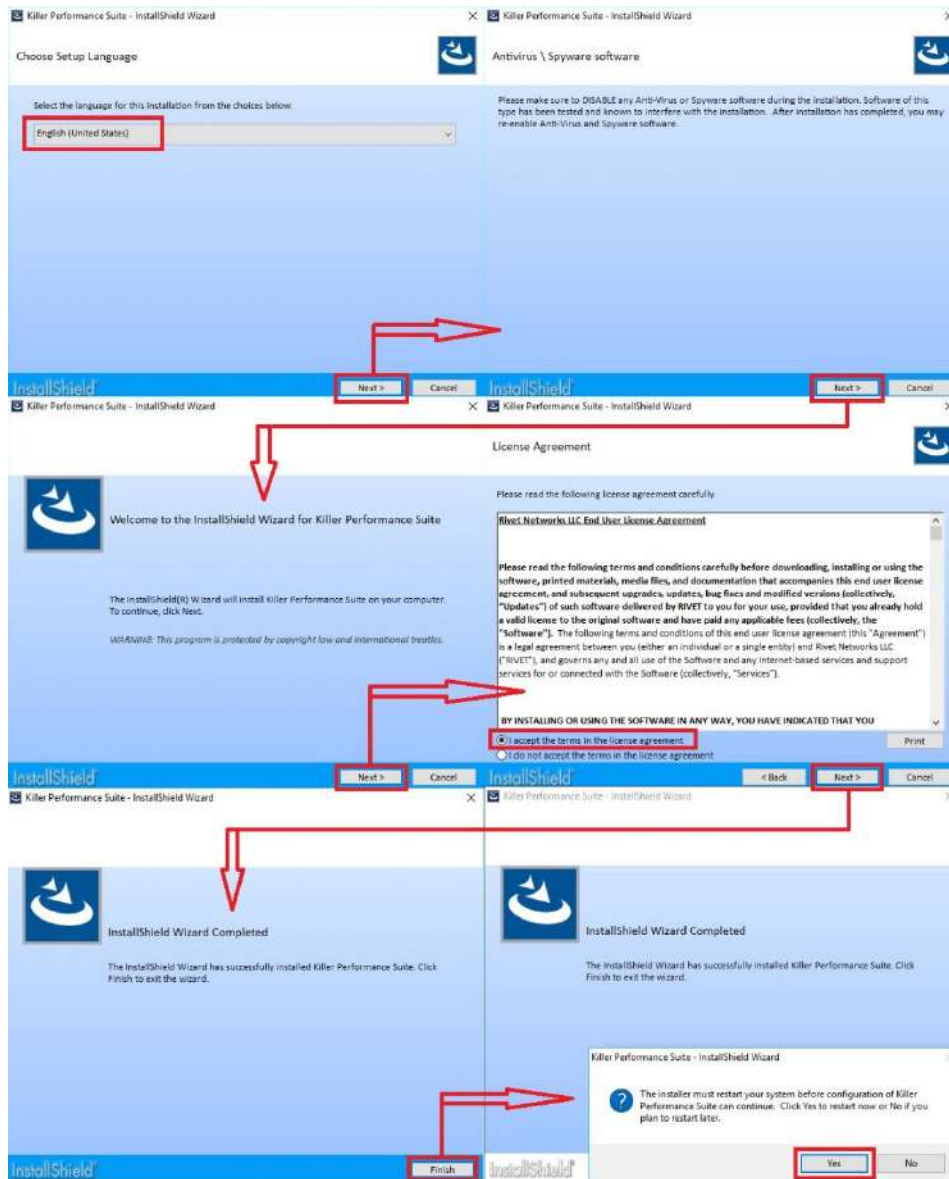 Killer Performance Suite - InstallShield Wizard
Choose Setup Language
Select the language for this installation from the choices below.
English (United States)
InstallShield
Next >
Cancel
Killer Performance Suite - InstallShield Wizard
Antivirus \ Spyware software
Please make sure to DISABLE any Anti-Virus or Spyware software during the installation. Software of this
type has been tested and known to interfere with the installation. After installation has completed, you may
re-enable Anti-Virus and Spyware software.
InstallShield
Next >
Cancel
Killer Performance Suite - InstallShield Wizard
Welcome to the InstallShield Wizard for Killer Performance Suite
The InstallShield(R) Wizard will install Killer Performance Suite on your computer.
To continue, click Next.
WARNING: This program is protected by copyright law and international treaties.
InstallShield
Next >
Cancel
Killer Performance Suite - InstallShield Wizard
License Agreement
Please read the following license agreement carefully
Rivet Networks LLC End User License Agreement
Please read the following terms and conditions carefully before downloading, installing or using the
software, printed materials, media files, and documentation that accompanies this end user license
agreement, and subsequent upgrades, updates, bug fixes and modified versions (collectively,
"Updates") of such software delivered by RIVET to you for your use, provided that you already hold
a valid license to the original software and have paid any applicable fees (collectively, the
"Software"). The following terms and conditions of this end user license agreement (this "Agreement")
is a legal agreement between you (either an individual or a single entity) and Rivet Networks LLC
("RIVET"), and governs any and all use of the Software and any Internet-based services and support
services for or connected with the Software (collectively, "Services").
BY INSTALLING OR USING THE SOFTWARE IN ANY WAY, YOU HAVE INDICATED THAT YOU
I accept the terms in the license agreement
Print
I do not accept the terms in the license agreement
InstallShield
< Back
Next >
Cancel
Killer Performance Suite - InstallShield Wizard
InstallShield Wizard Completed
The InstallShield Wizard has successfully installed Killer Performance Suite. Click
Finish to exit the wizard.
InstallShield
Finish
Killer Performance Suite - InstallShield Wizard
InstallShield Wizard Completed
The InstallShield Wizard has successfully installed Killer Performance Suite. Click
Finish to exit the wizard.
Killer Performance Suite - InstallShield Wizard
The installer must restart your system before configuration of Killer
Performance Suite can continue. Click Yes to restart now or No if you
plan to restart later.
Yes
No
InstallShield